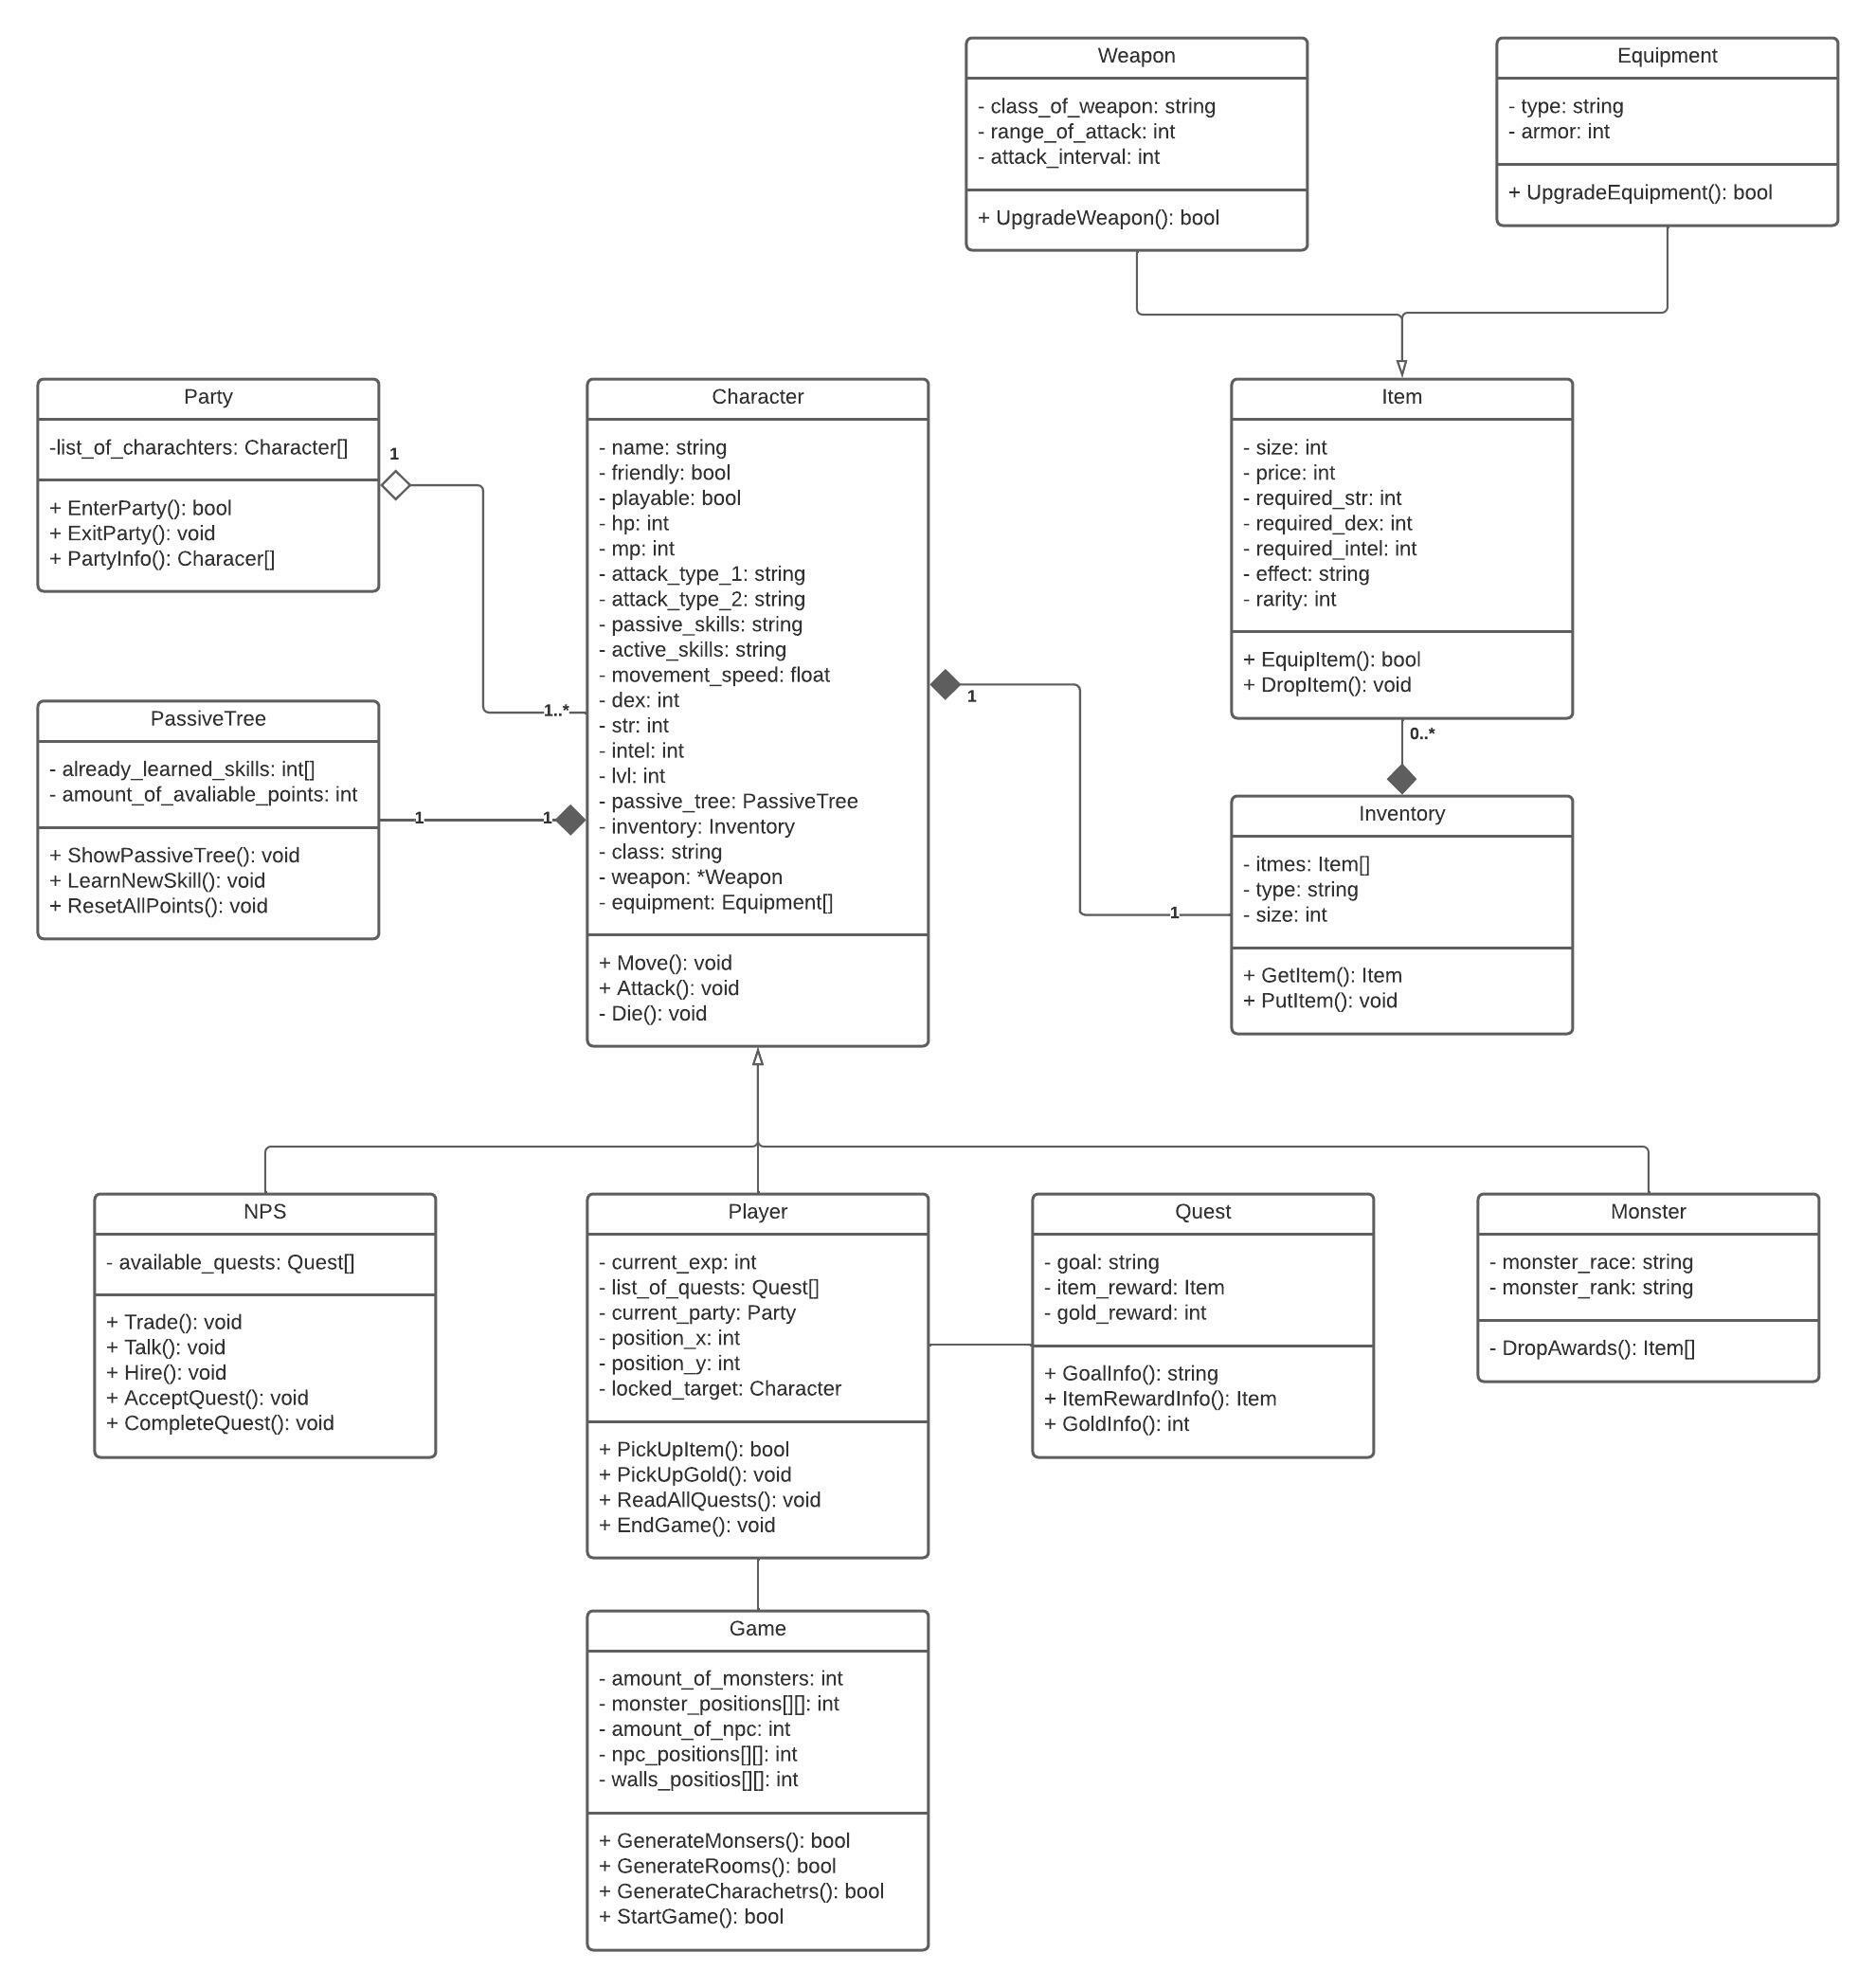 Weapon
- class_of_weapon: string
- range_of_attack: int
- attack_interval: int
+ UpgradeWeapon(): bool
Equipment
- type: string
- armor: int
+ UpgradeEquipment(): bool
Party
-list_of_charachters: Character[]
+ EnterParty(): bool
+ ExitParty(): void
+ PartyInfo(): Characer[]
1
1..*
PassiveTree
- already_learned_skills: int[]
- amount_of_avaliable_points: int
+ ShowPassiveTree(): void
+ LearnNewSkill(): void
+ ResetAllPoints(): void
1
1
Character
- name: string
- friendly: bool
- playable: bool
- hp: int
- mp: int
- attack_type_1: string
- attack_type_2: string
- passive_skills: string
- active_skills: string
- movement_speed: float
- dex: int
- str: int
- intel: int
- lvl: int
- passive_tree: PassiveTree
- inventory: Inventory
- class: string
- weapon: *Weapon
- equipment: Equipment[]
+ Move(): void
+ Attack(): void
- Die(): void
1
1
Item
- size: int
- price: int
- required_str: int
- required_dex: int
- required_intel: int
- effect: string
- rarity: int
+ EquipItem(): bool
+ DropItem(): void
0..*
Inventory
- itmes: Item[]
- type: string
- size: int
+ GetItem(): Item
+ PutItem(): void
NPS
- available_quests: Quest[]
+ Trade(): void
+ Talk(): void
+ Hire(): void
+ AcceptQuest(): void
+ CompleteQuest(): void
Player
- current_exp: int
- list_of_quests: Quest[]
- current_party: Party
- position_x: int
- position_y: int
- locked_target: Character
+ PickUpItem(): bool
+ PickUpGold(): void
+ ReadAllQuests(): void
+ EndGame(): void
Quest
- goal: string
- item_reward: Item
- gold_reward: int
+ GoalInfo(): string
+ ItemRewardInfo(): Item
+ GoldInfo(): int
Monster
- monster_race: string
- monster_rank: string
- DropAwards(): Item[]
Game
- amount_of_monsters: int
- monster_positions[][]: int
- amount_of_npc: int
- npc_positions[][]: int
- walls_positios[][]: int
+ GenerateMonsers(): bool
+ GenerateRooms(): bool
+ GenerateCharachetrs(): bool
+ StartGame(): bool